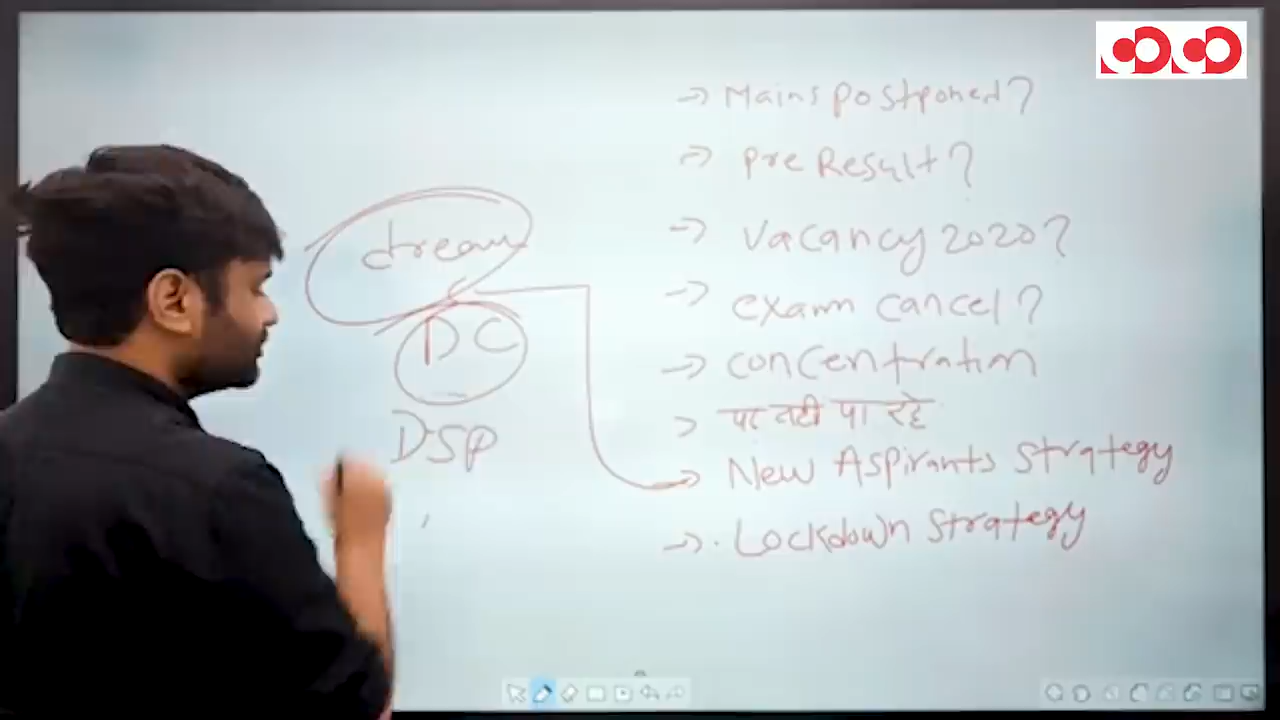 → Mains postponed?
→ Pre Result?
→ Vacancy 2020?
→ exam cancel?
→ concentration
> पढ़ नही पा रहे
→ New Aspirants strategy
→ Lockdown strategy
dream
DC
DSP